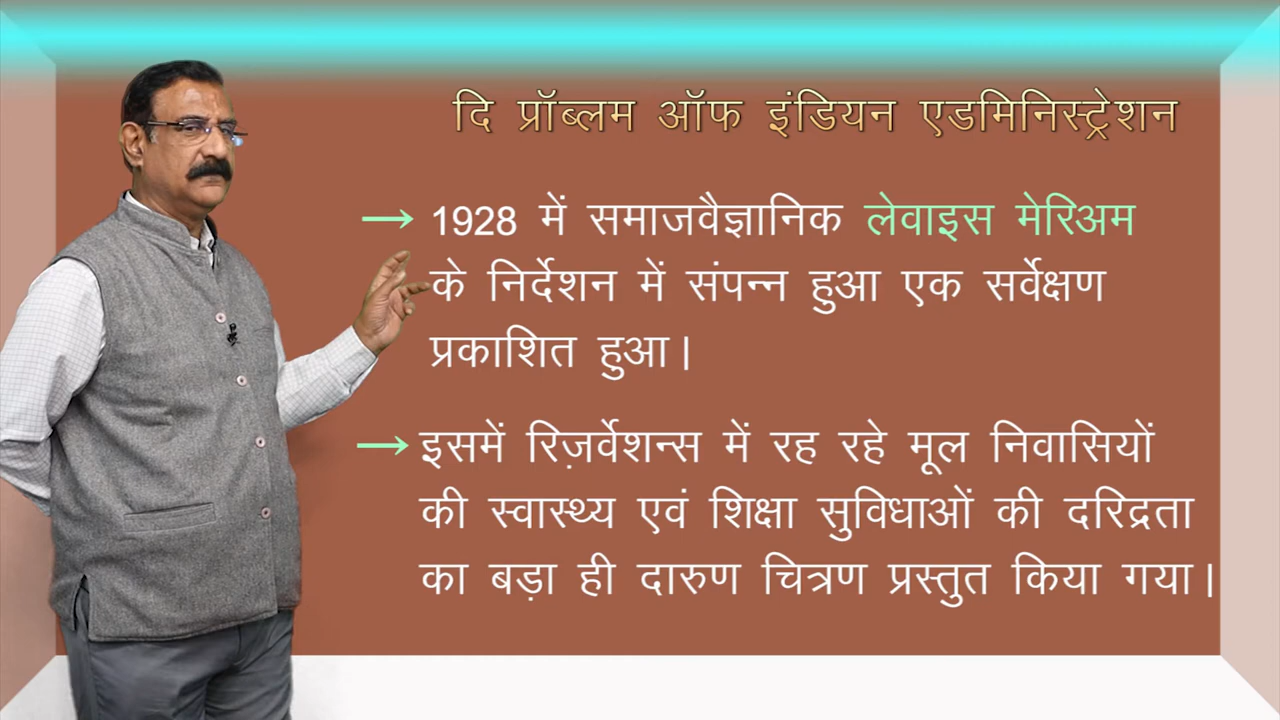 दि प्रॉब्लम ऑफ इंडियन एडमिनिस्ट्रेशन
→ 1928 में समाजवैज्ञानिक लेवाइस मेरिअम
के निर्देशन में संपन्न हुआ एक सर्वेक्षण
प्रकाशित हुआ।
→ इसमें रिज़र्वेशन्स में रह रहे मूल निवासियों
की स्वास्थ्य एवं शिक्षा सुविधाओं की दरिद्रता
का बड़ा ही दारुण चित्रण प्रस्तुत किया गया।